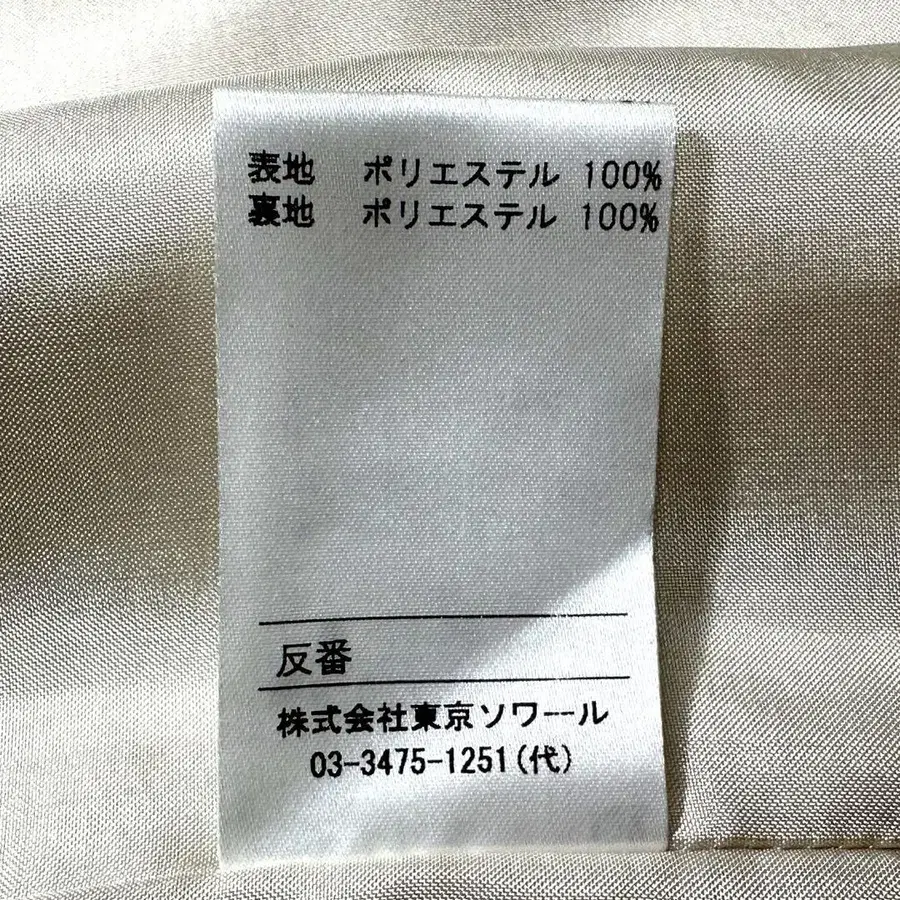 表地 ポリエステル 100%
裏地 ポリエステル 100%
反番
株式会社東京ソワール
03-3475-1251(代)